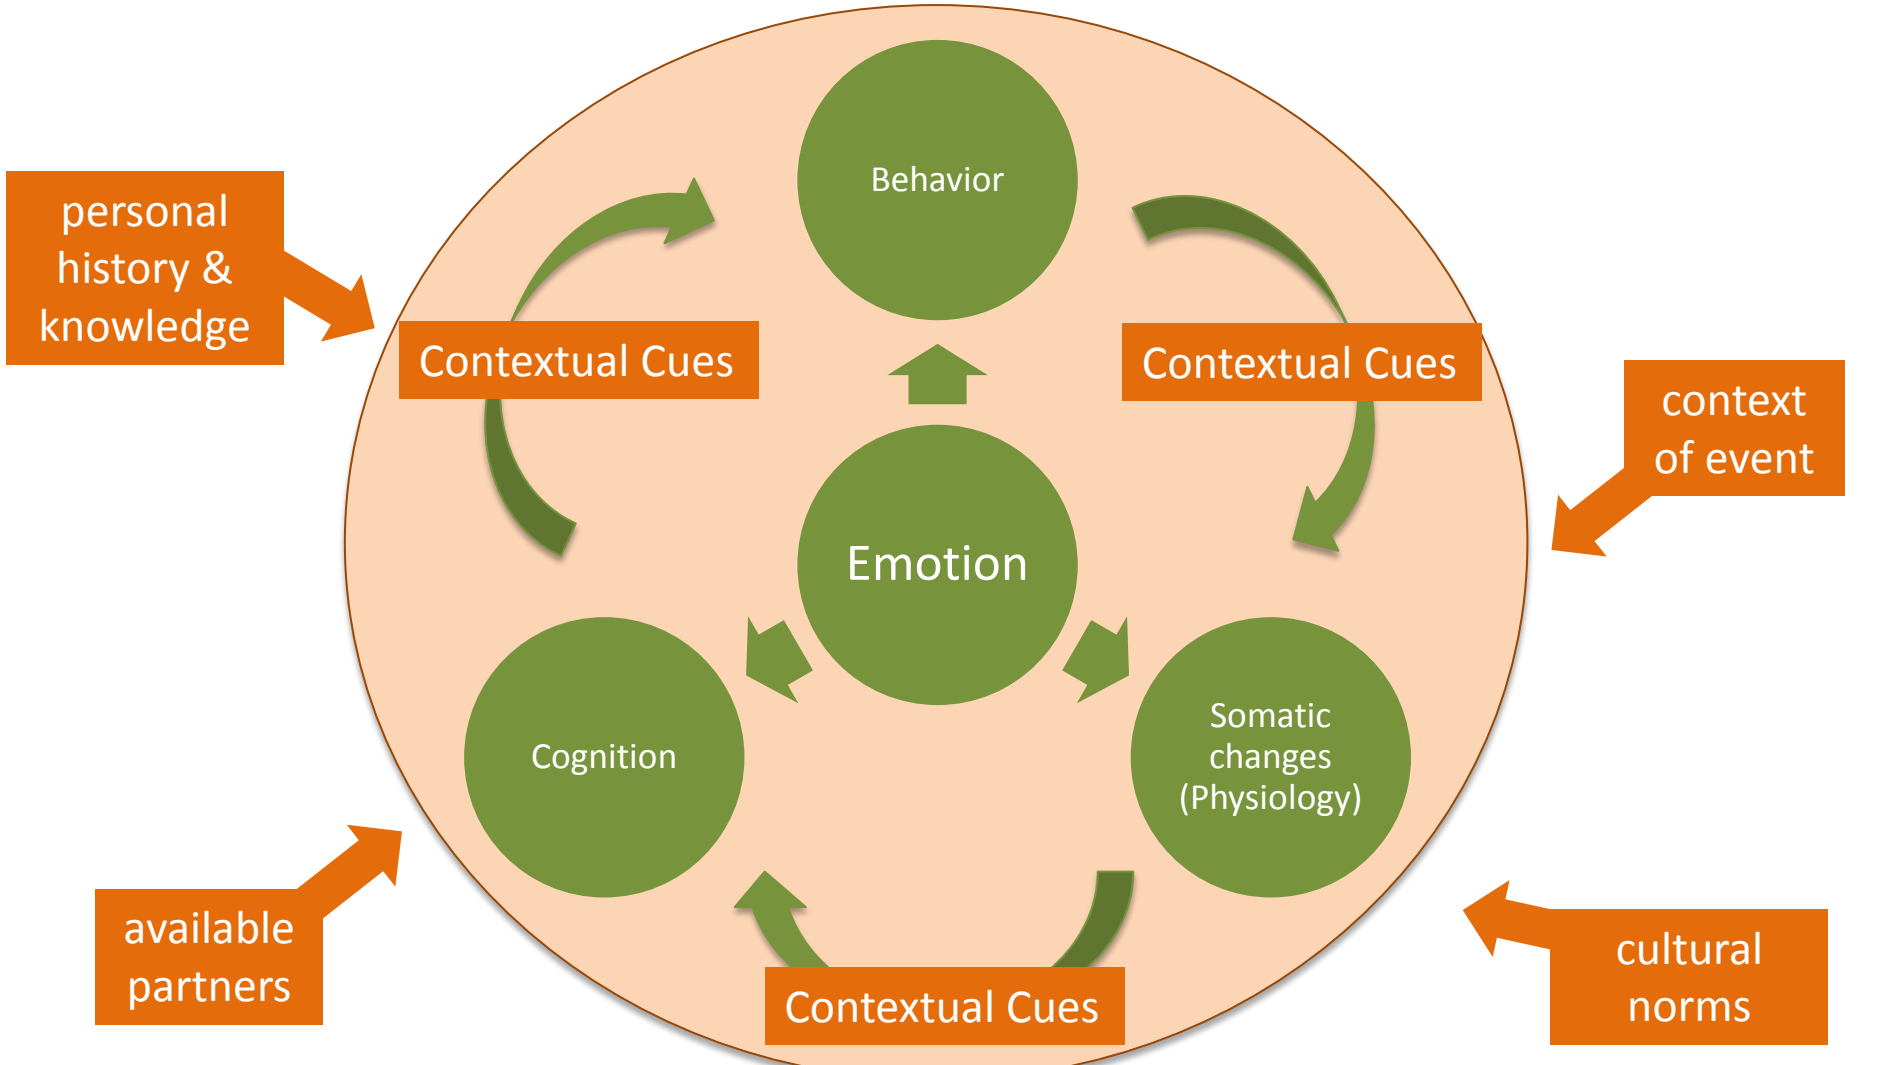 Behavior
personal
history &
knowledge
Contextual Cues
Contextual Cues
context
of event
Emotion
Cognition
Somatic
changes
(Physiology)
available
partners
Contextual Cues
cultural
norms